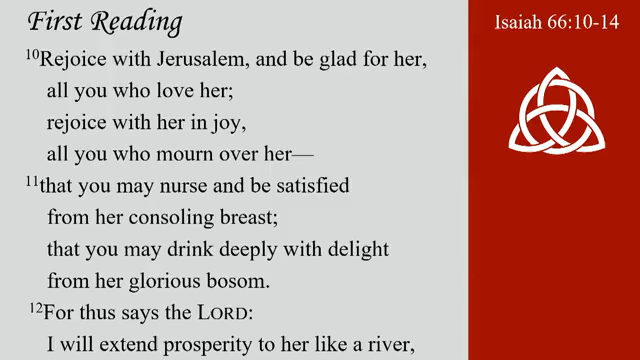 First Reading
Isaiah 66:10-14
10Rejoice with Jerusalem, and be glad for her,
all you who love her;
rejoice with her in joy,
all you who mourn over her—
11that you may nurse and be satisfied
from her consoling breast;
that you may drink deeply with delight
from her glorious bosom.
12For thus says the LORD:
I will extend prosperity to her like a river,